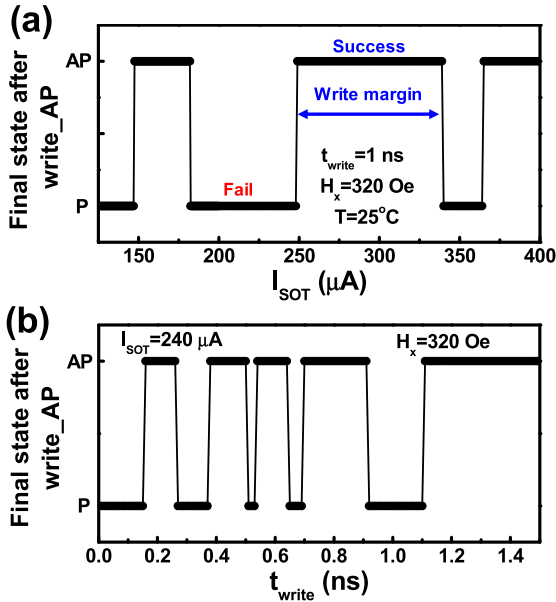 (a)
Final state after
write_AP
AP
P
Success
Write margin
Fail
t_write=1 ns
H_x=320 Oe
T=25°C
150 200 250 300 350 400
I_SOT (μA)
(b)
Final state after
write_AP
AP
P
I_SOT=240 μA H_x=320 Oe
0.0 0.2 0.4 0.6 0.8 1.0 1.2 1.4
t_write (ns)